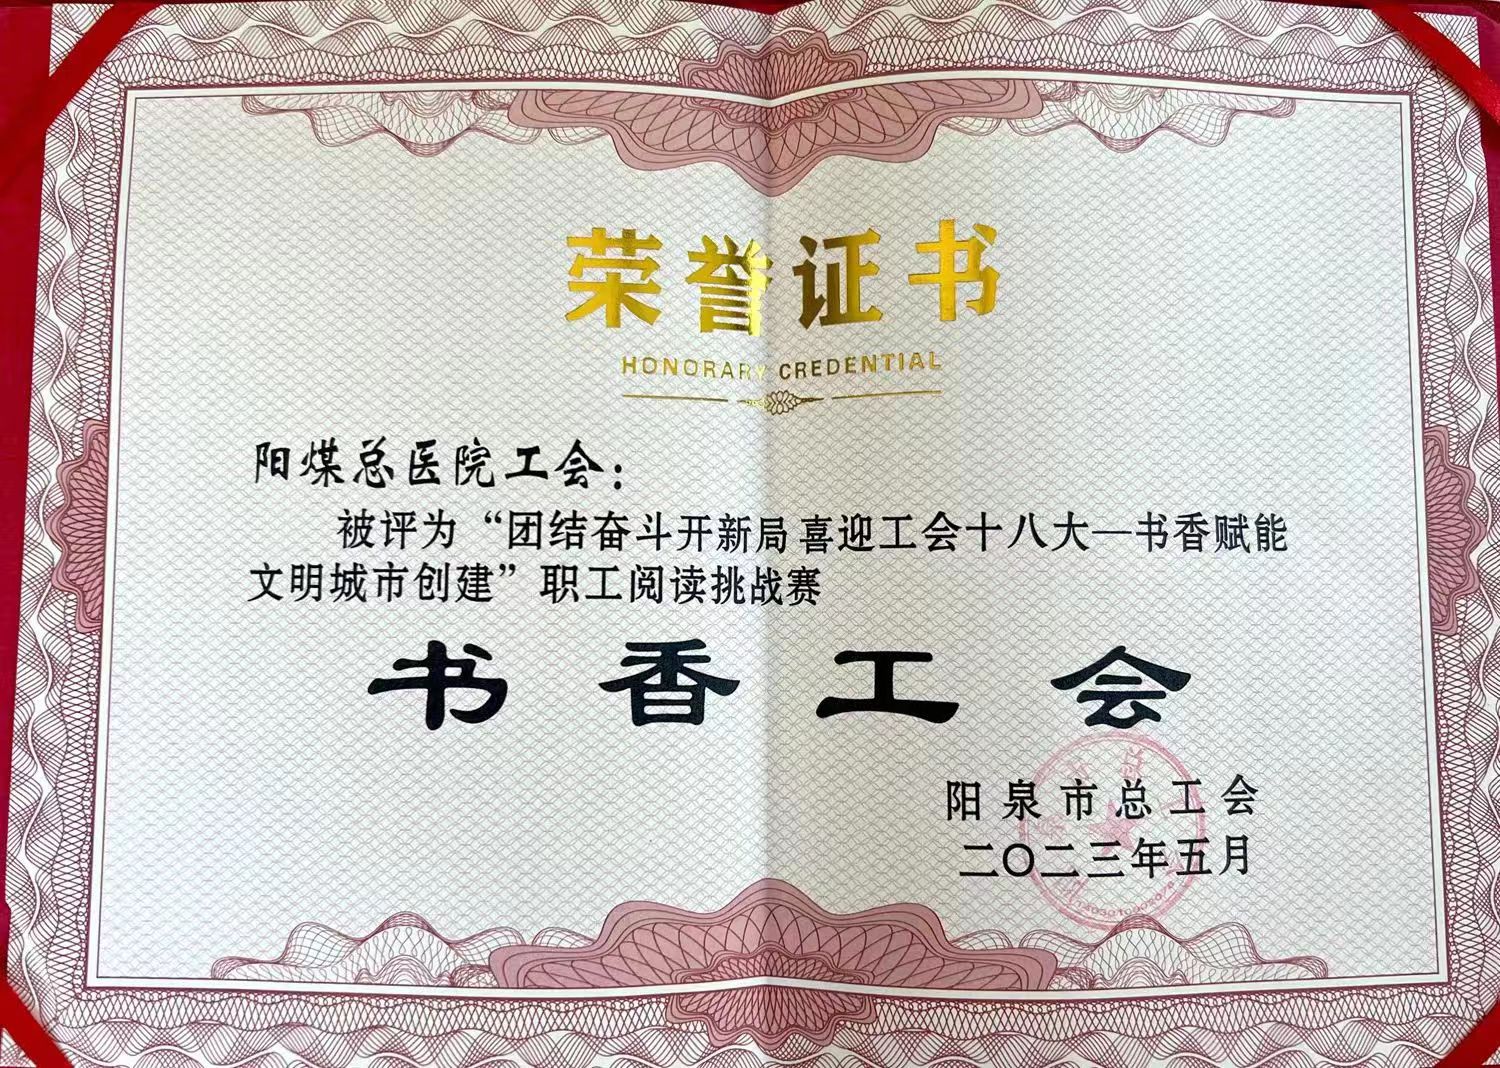 荣誉证书
HONORARY CREDENTIAL
阳煤总医院工会：
被评为“团结奋斗开新局 喜迎工会十八大—书香赋能
文明城市创建”职工阅读挑战赛
书香工会
阳泉市总工会
二〇二三年五月